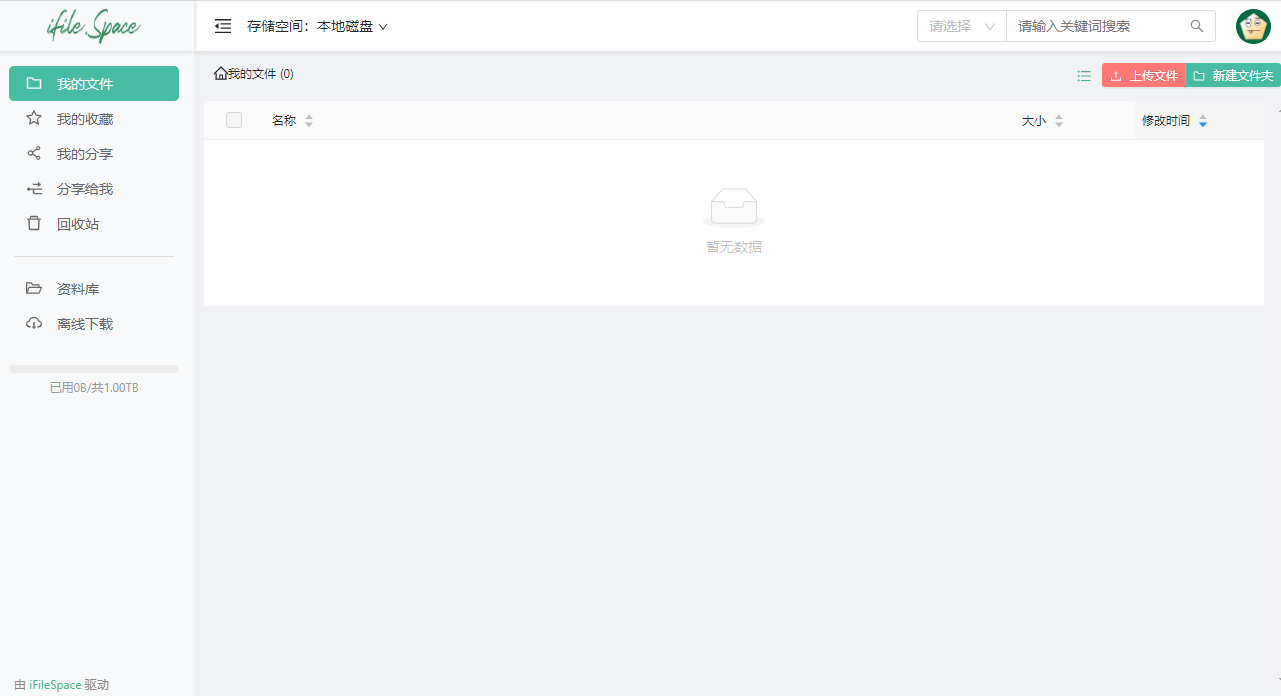 iFile Space
存储空间：本地磁盘
请选择
请输入关键词搜索
我的文件
我的收藏
我的分享
分享给我
回收站
资料库
离线下载
已用0B/共1.00TB
由 iFileSpace 驱动
我的文件 (0)
上传文件
新建文件夹
名称
大小
修改时间
暂无数据